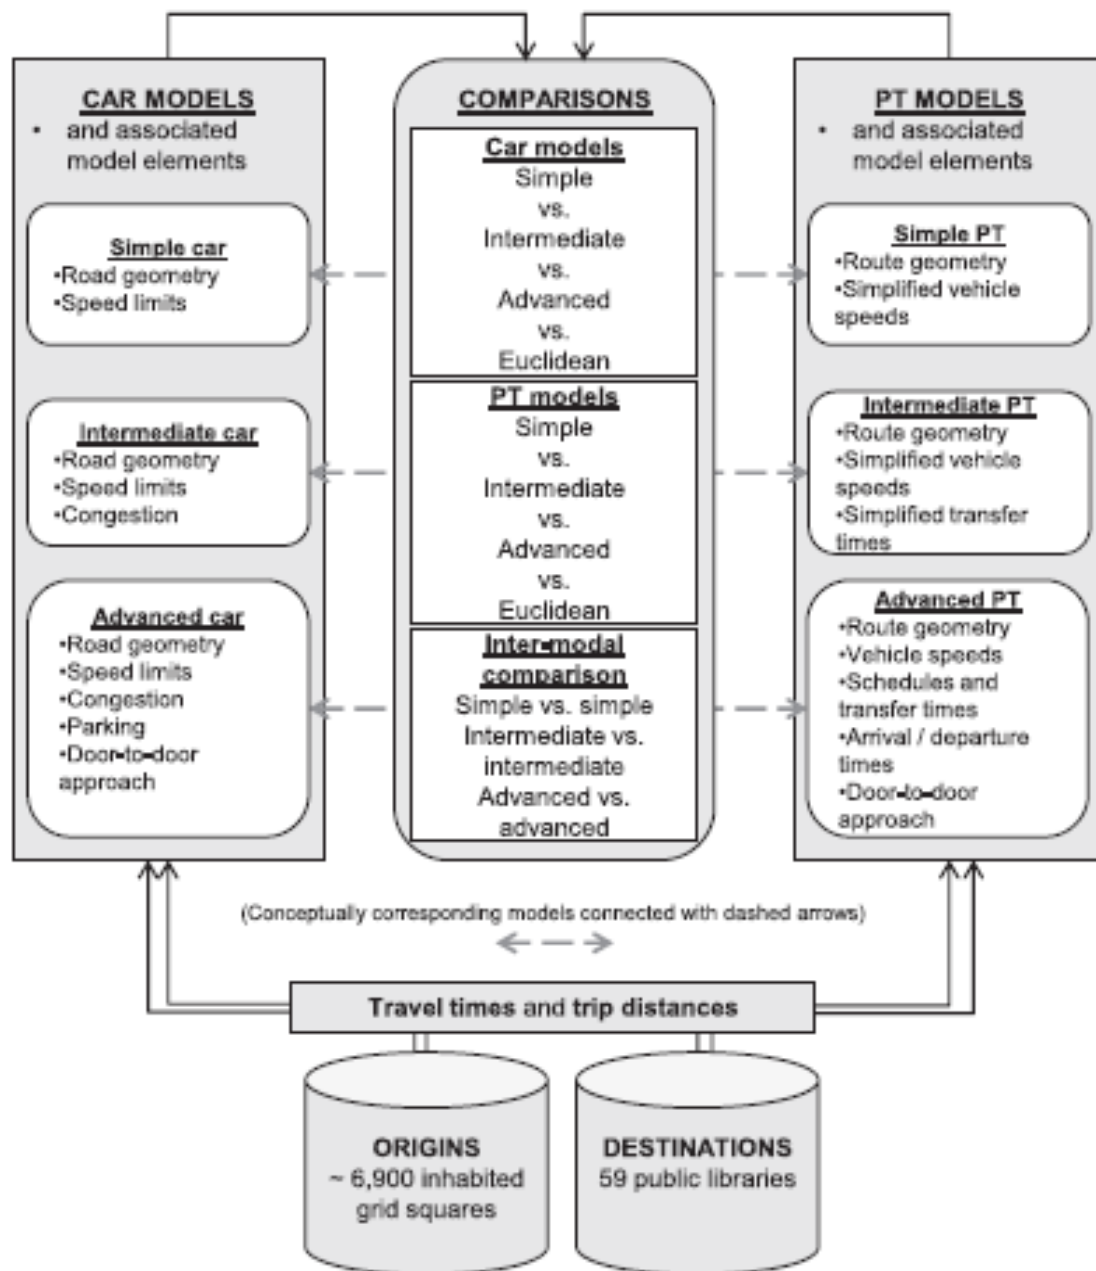 CAR MODELS
• and associated
model elements
Simple car
•Road geometry
•Speed limits
Intermediate car
•Road geometry
•Speed limits
•Congestion
Advanced car
•Road geometry
•Speed limits
•Congestion
•Parking
•Door-to-door
approach
COMPARISONS
Car models
Simple
vs.
Intermediate
vs.
Advanced
vs.
Euclidean
PT models
Simple
vs.
Intermediate
vs.
Advanced
vs.
Euclidean
Inter-modal
comparison
Simple vs. simple
Intermediate vs.
intermediate
Advanced vs.
advanced
PT MODELS
• and associated
model elements
Simple PT
•Route geometry
•Simplified vehicle
speeds
Intermediate PT
•Route geometry
•Simplified vehicle
speeds
•Simplified transfer
times
Advanced PT
•Route geometry
•Vehicle speeds
•Schedules and
transfer times
•Arrival / departure
times
•Door-to-door
approach
(Conceptually corresponding models connected with dashed arrows)
Travel times and trip distances
ORIGINS
~ 6,900 inhabited
grid squares
DESTINATIONS
59 public libraries